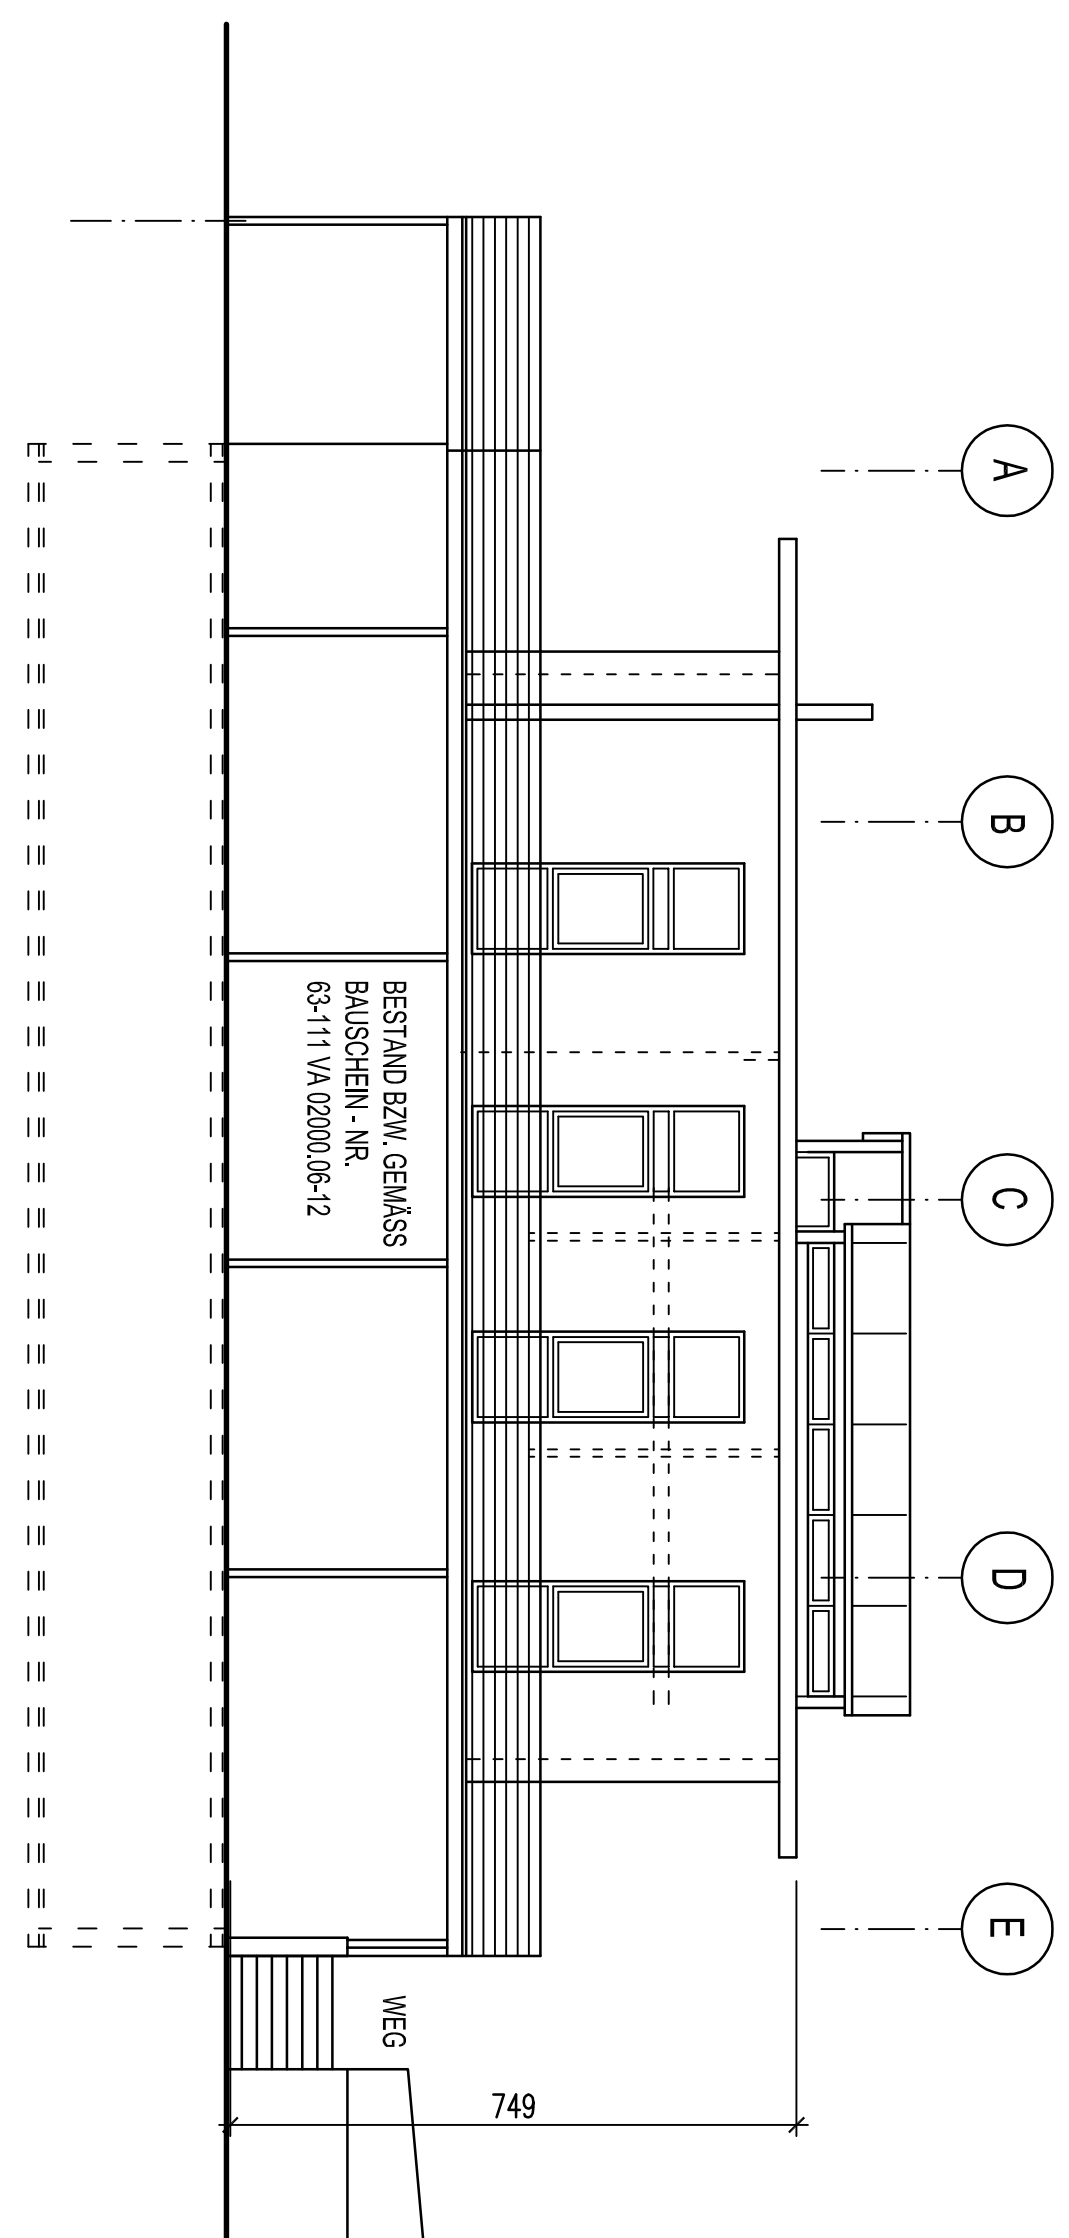 A
B
C
D
E
BESTAND BZW. GEMÄSS
BAUSCHEIN - NR.
63-111 VA 02000.06-12
WEG
749